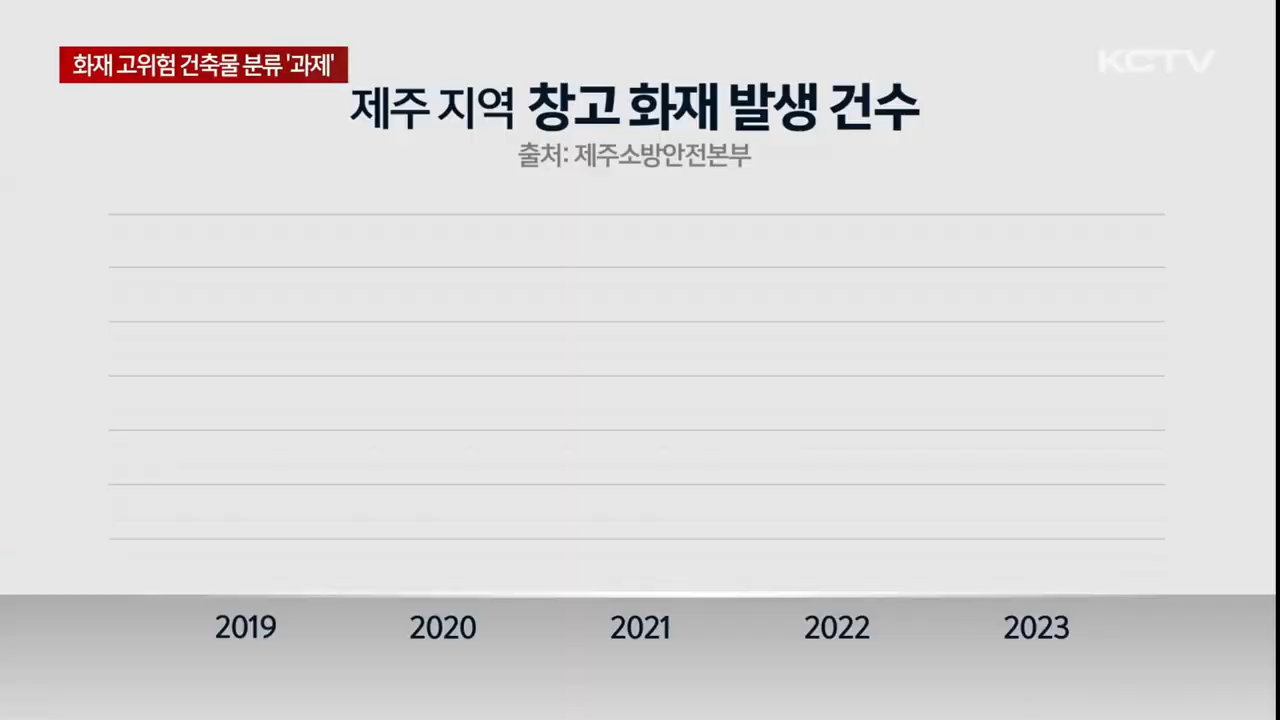 화재 고위험 건축물 분류 '과제'
KCTV
제주 지역 창고 화재 발생 건수
출처: 제주소방안전본부
2019 2020 2021 2022 2023